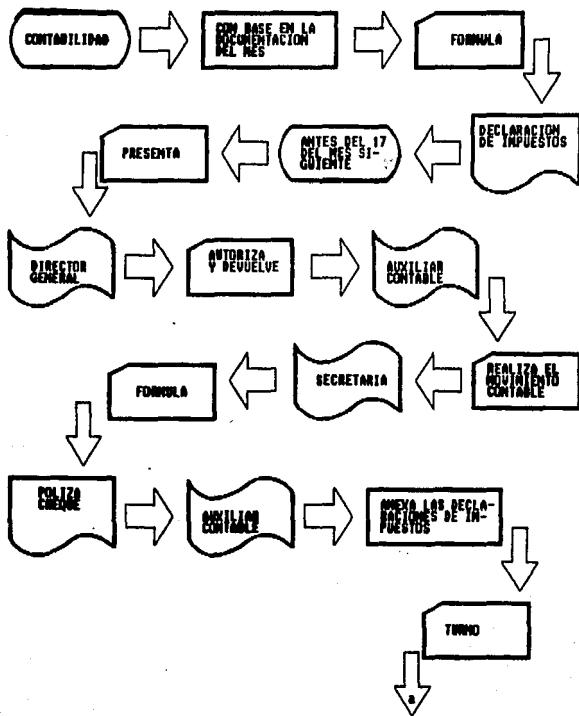 CONTABILIDAD
CON BASE EN LA
DOCUMENTACION
DEL MES
FORMULA
DECLARACION
DE IMPUESTOS
ANTES DEL 17
DEL MES SI-
GUIENTE
PRESENTA
DIRECTOR
GENERAL
AUTORIZA
Y DEVUELVE
AUXILIAR
CONTABLE
REALIZA EL
MOVIMIENTO
CONTABLE
SECRETARIA
FORMULA
POLIZA
CHEQUE
AUXILIAR
CONTABLE
ANEXA LAS DECLA-
RACIONES DE IM-
PUESTOS
TURNO
a